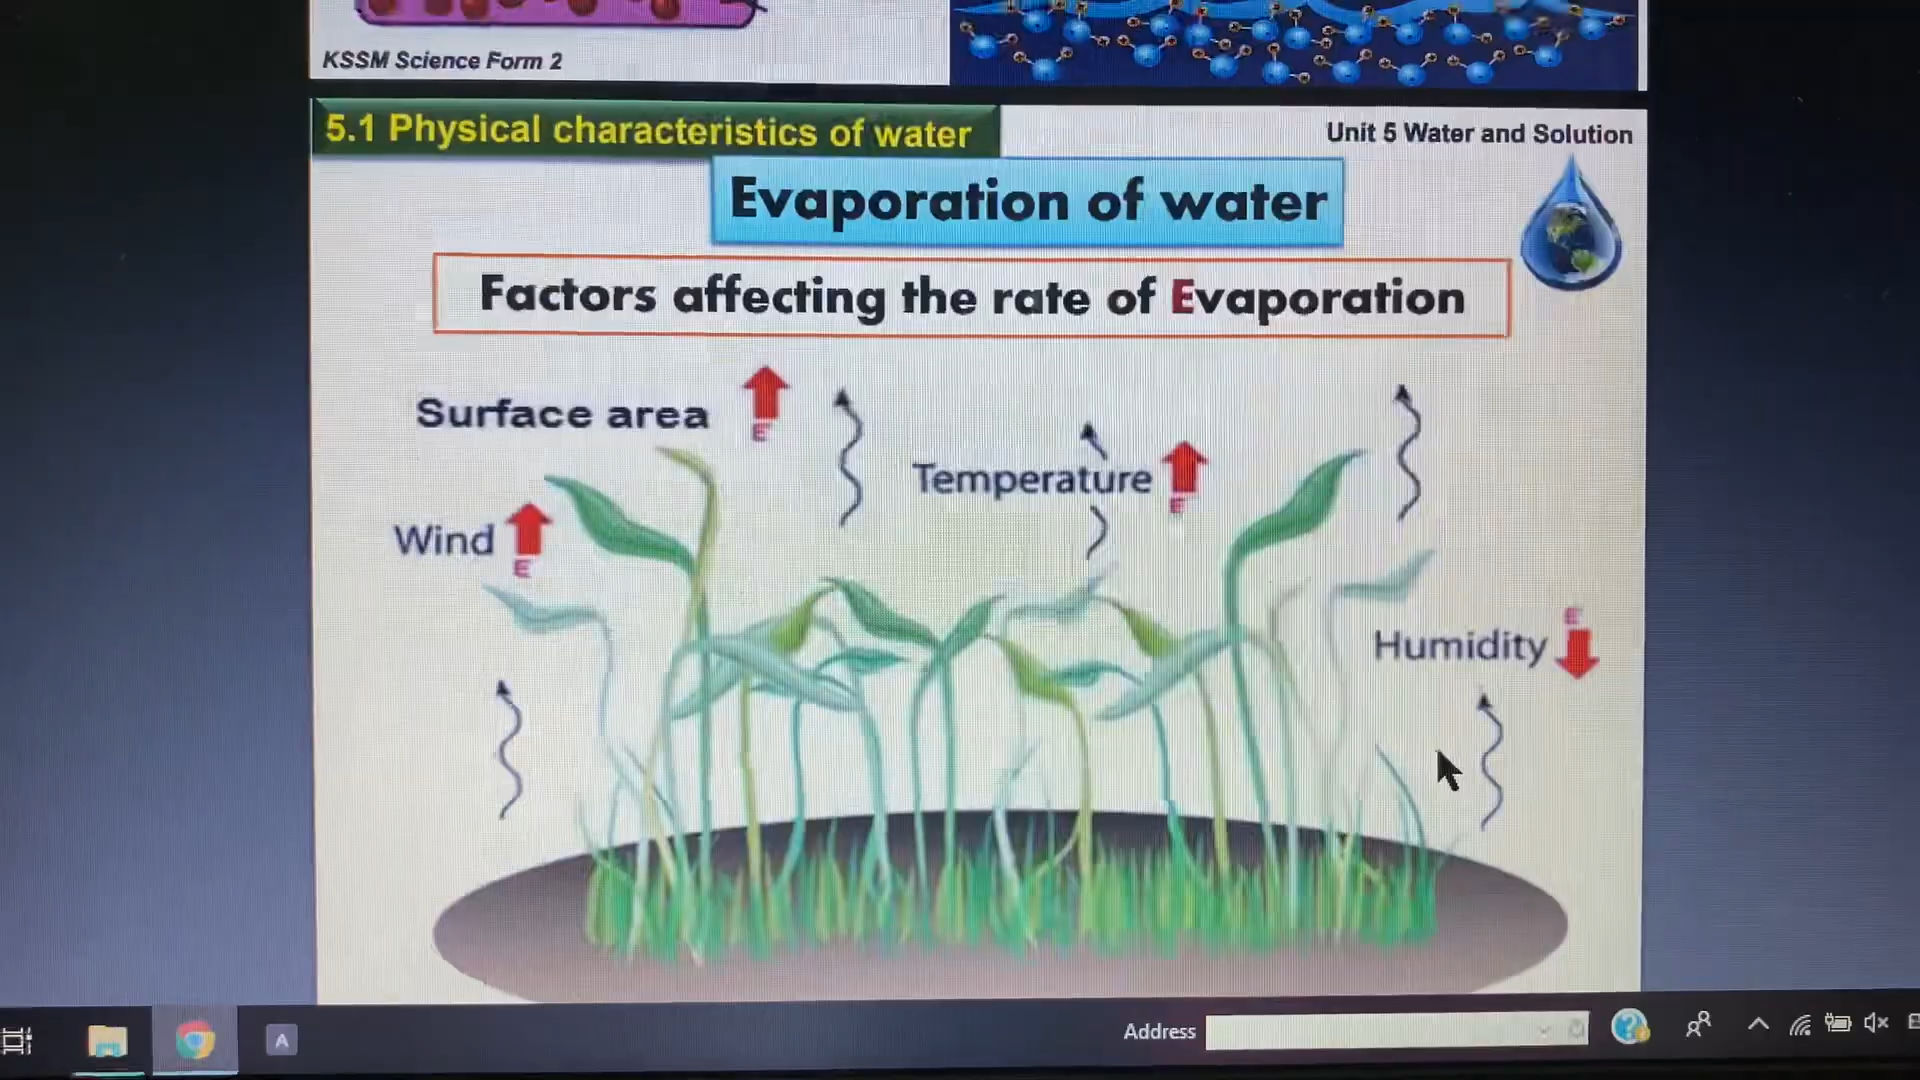 KSSM Science Form 2
5.1 Physical characteristics of water
Unit 5 Water and Solution
Evaporation of water
Factors affecting the rate of Evaporation
Surface area
E
Temperature
E
Wind
E
E
Humidity
A
Address